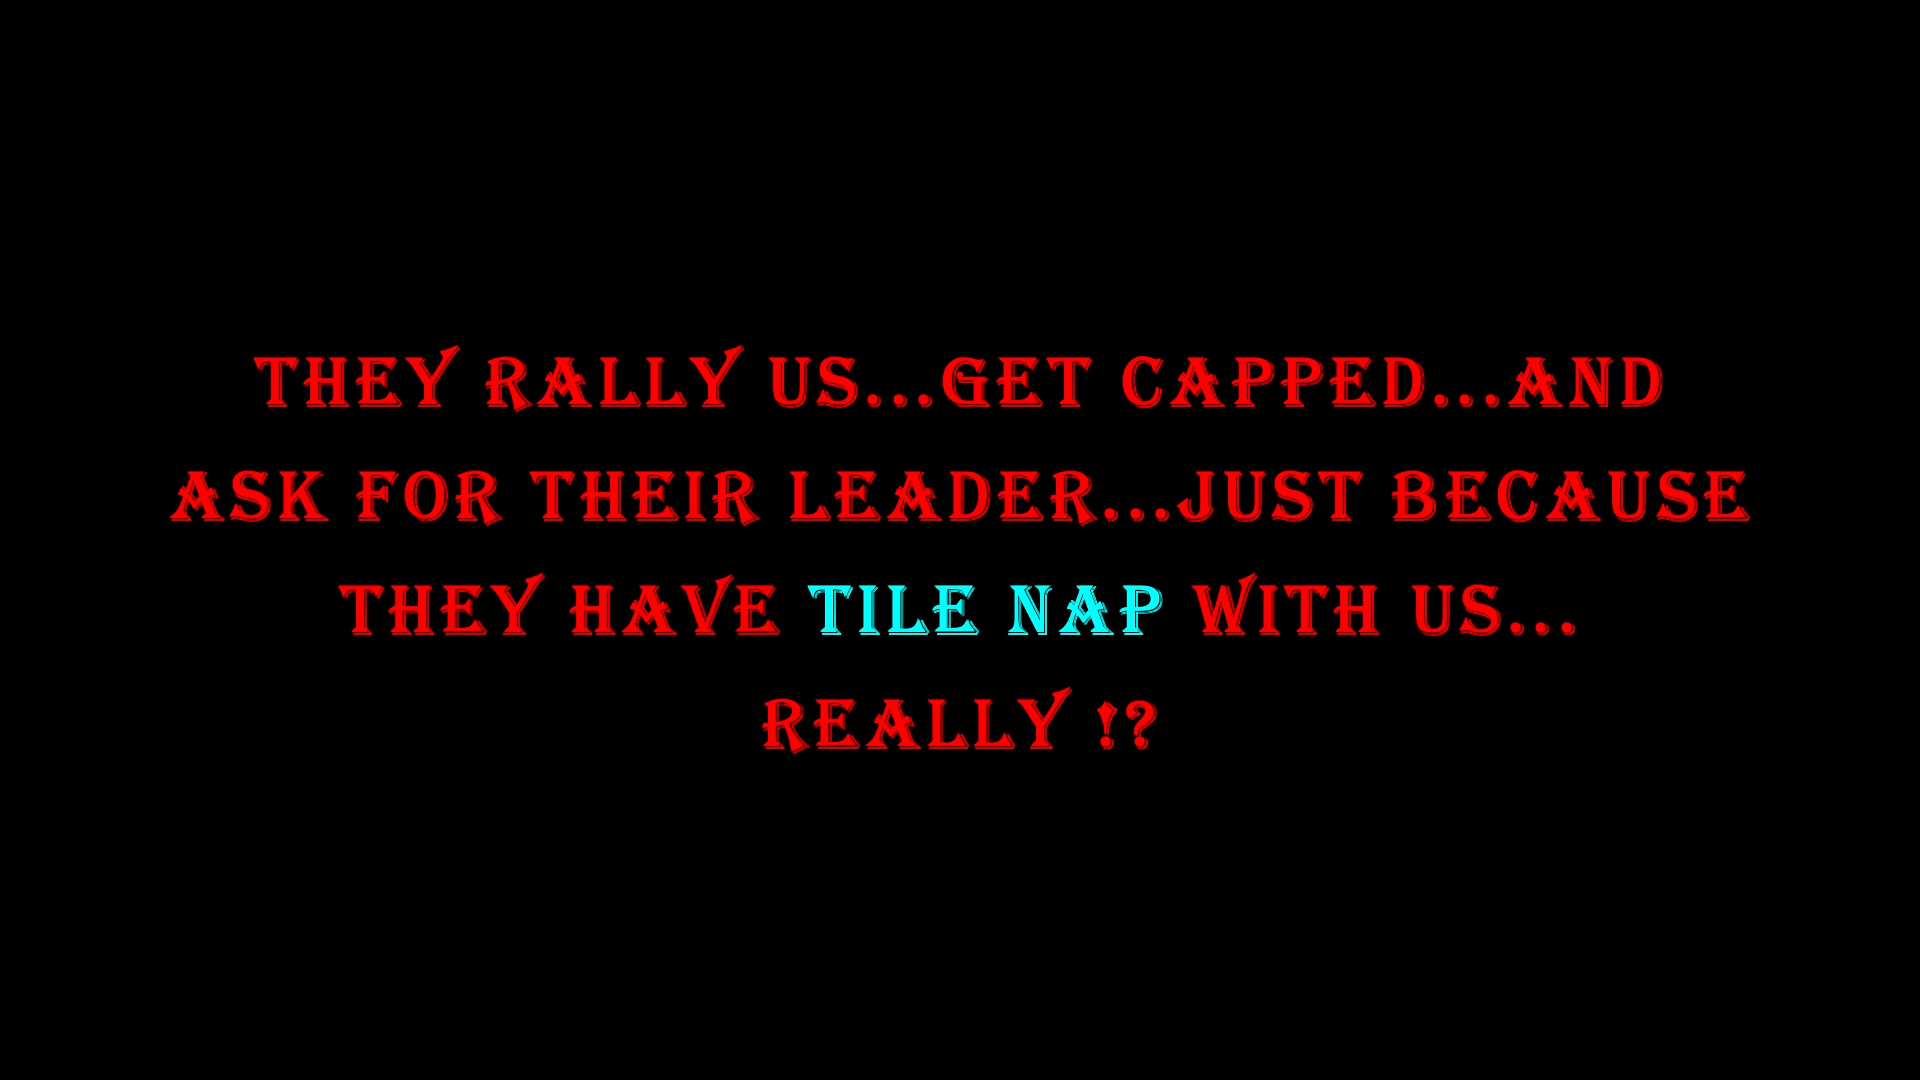 THEY RALLY US...GET CAPPED...AND
ASK FOR THEIR LEADER...JUST BECAUSE
THEY HAVE TILE NAP WITH US...
REALLY !?